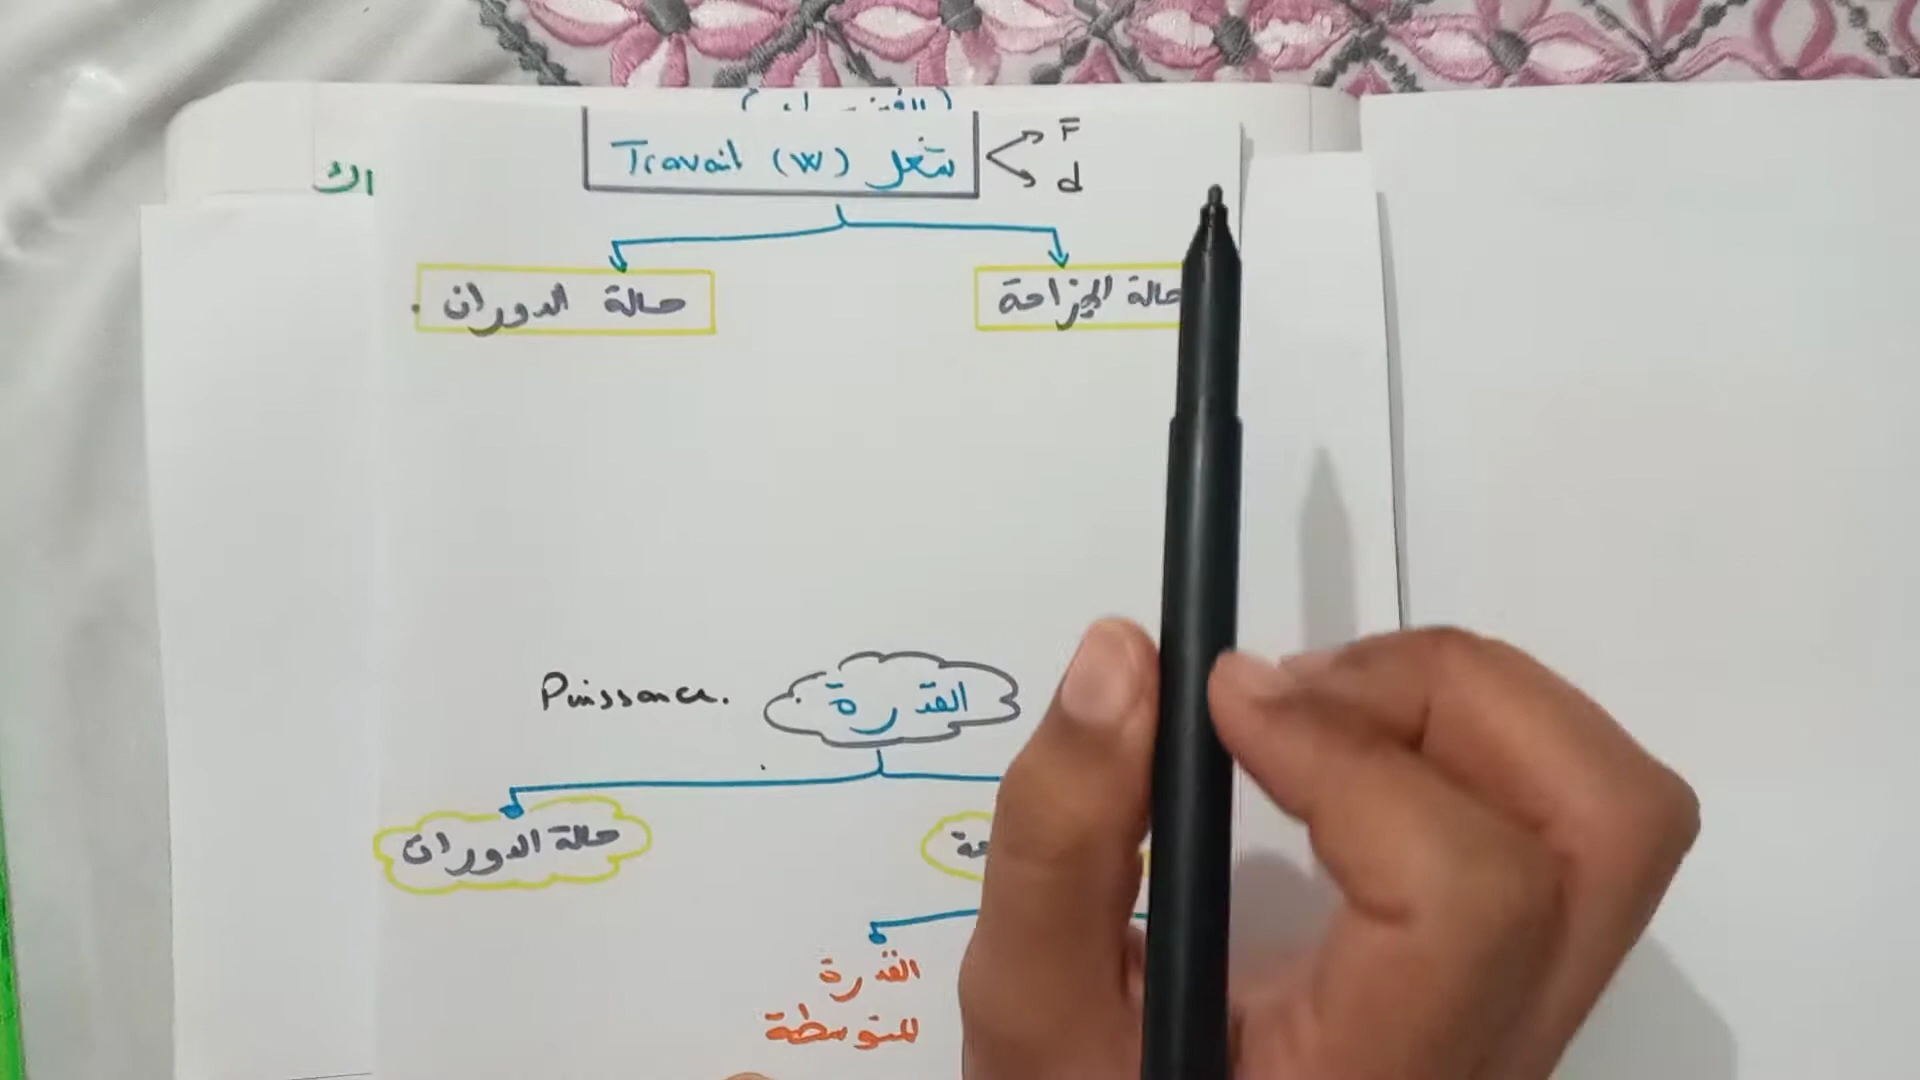 Travail (W) شغل
F
d
حالة الإزاحة
حالة الدوران
Puissance. القدرة
حالة الدوران
القدرة
المتوسطة